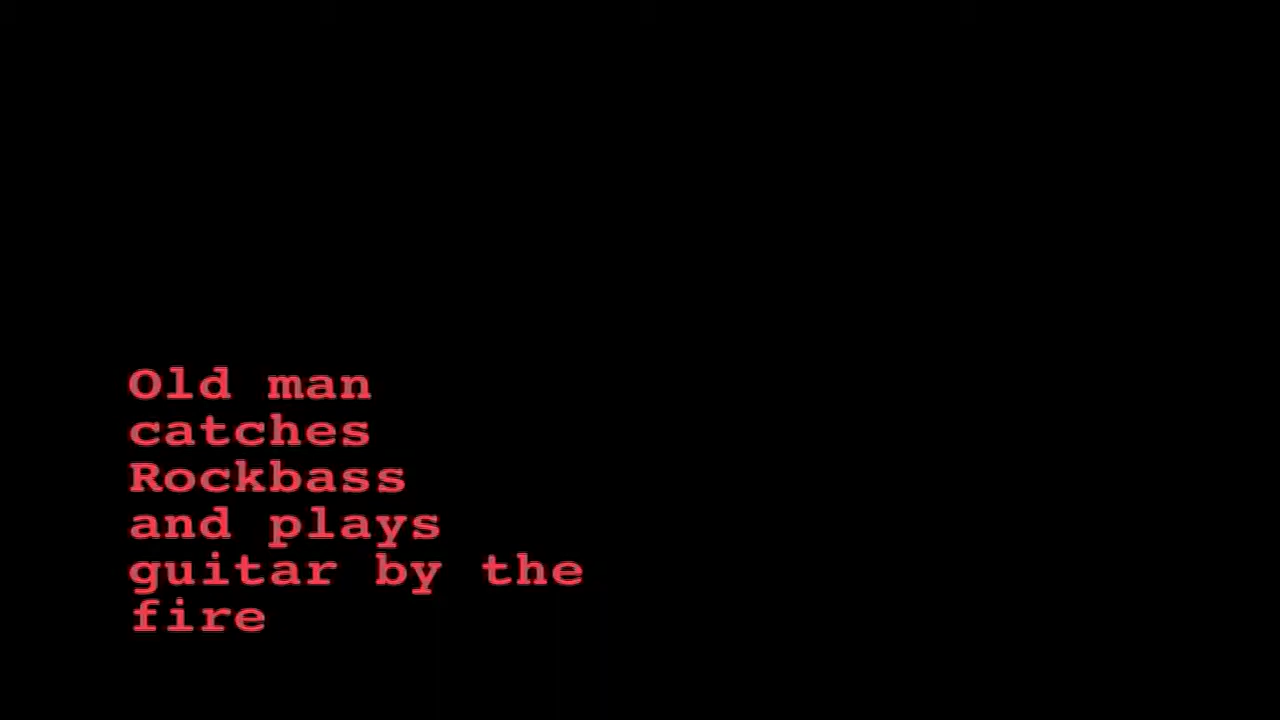 Old man
catches
Rockbass
and plays
guitar by the
fire